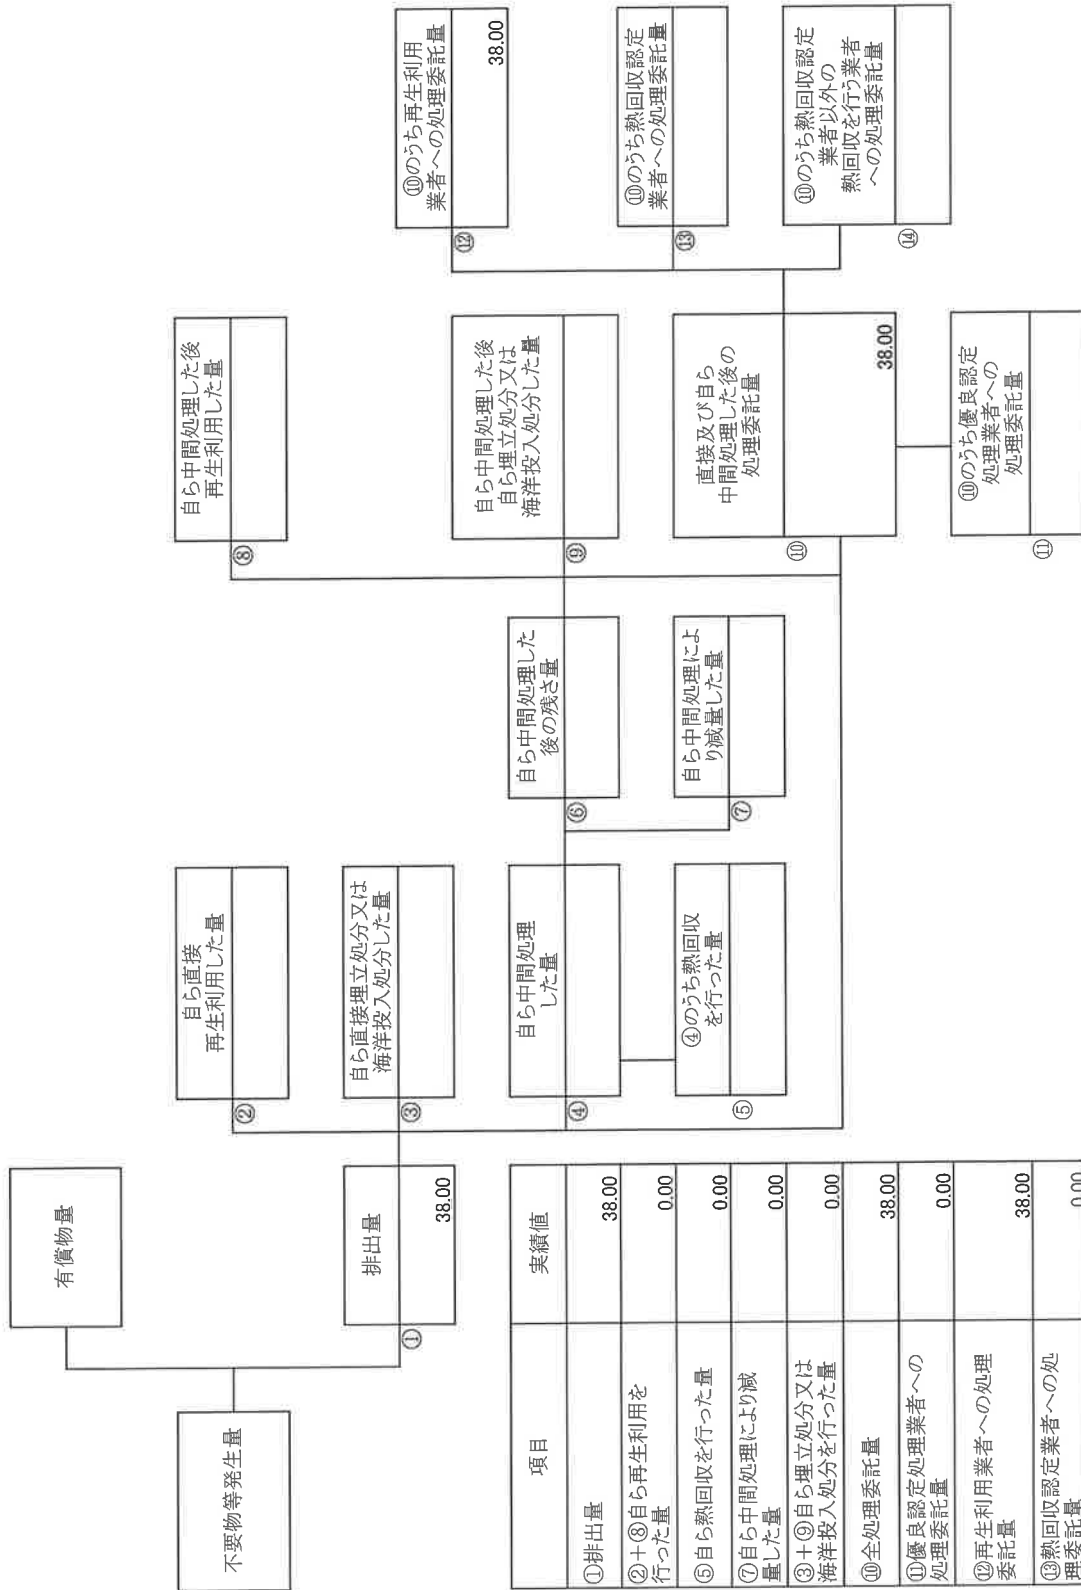 不要物等発生量
有償物量
排出量
①
38.00
自ら直接
再生利用した量
②
自ら直接埋立処分又は
海洋投入処分した量
③
自ら中間処理
した量
④
④のうち熱回収
を行った量
⑤
自ら中間処理した
後の残さ量
⑥
自ら中間処理によ
り減量した量
⑦
自ら中間処理した後
再生利用した量
⑧
自ら中間処理した後
自ら埋立処分又は
海洋投入処分した量
⑨
直接及び自ら
中間処理した後の
処理委託量
⑩
38.00
⑩のうち優良認定
処理業者への
処理委託量
⑪
⑩のうち再生利用
業者への処理委託量
⑫
38.00
⑩のうち熱回収認定
業者への処理委託量
⑬
⑩のうち熱回収認定
業者以外の
熱回収を行う業者
への処理委託量
⑭
項目 実績値
①排出量 38.00
②+⑧自ら再生利用を
行った量 0.00
⑤自ら熱回収を行った量 0.00
⑦自ら中間処理により減
量した量 0.00
③+⑨自ら埋立処分又は
海洋投入処分を行った量 0.00
⑩全処理委託量 38.00
⑪優良認定処理業者への
処理委託量 0.00
⑫再生利用業者への処理
委託量 38.00
⑬熱回収認定業者への処
理委託量 0.00